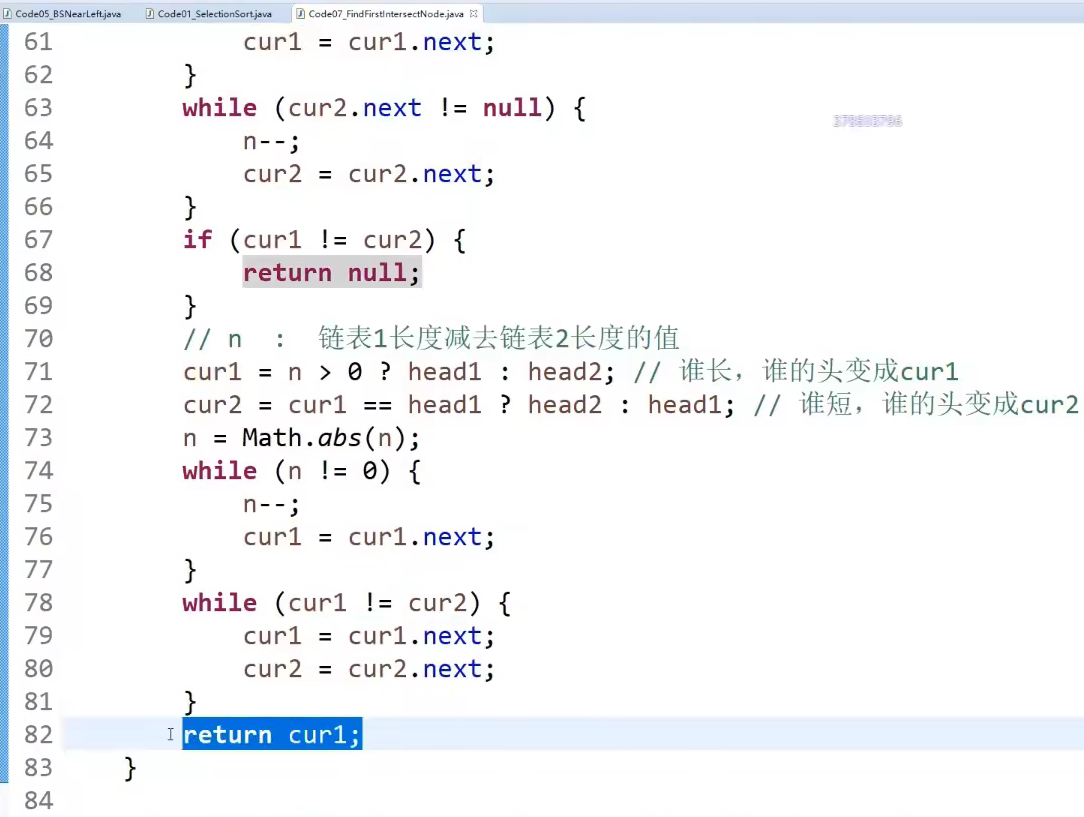 Code05_BSNearLeft.java Code01_SelectionSort.java Code07_FindFirstIntersectNode.java
61 cur1 = cur1.next;
62 }
63 while (cur2.next != null) {
64 n--;
65 cur2 = cur2.next;
66 }
67 if (cur1 != cur2) {
68 return null;
69 }
70 // n : 链表1长度减去链表2长度的值
71 cur1 = n > 0 ? head1 : head2; // 谁长，谁的头变成cur1
72 cur2 = cur1 == head1 ? head2 : head1; // 谁短，谁的头变成cur2
73 n = Math.abs(n);
74 while (n != 0) {
75 n--;
76 cur1 = cur1.next;
77 }
78 while (cur1 != cur2) {
79 cur1 = cur1.next;
80 cur2 = cur2.next;
81 }
82 return cur1;
83 }
84